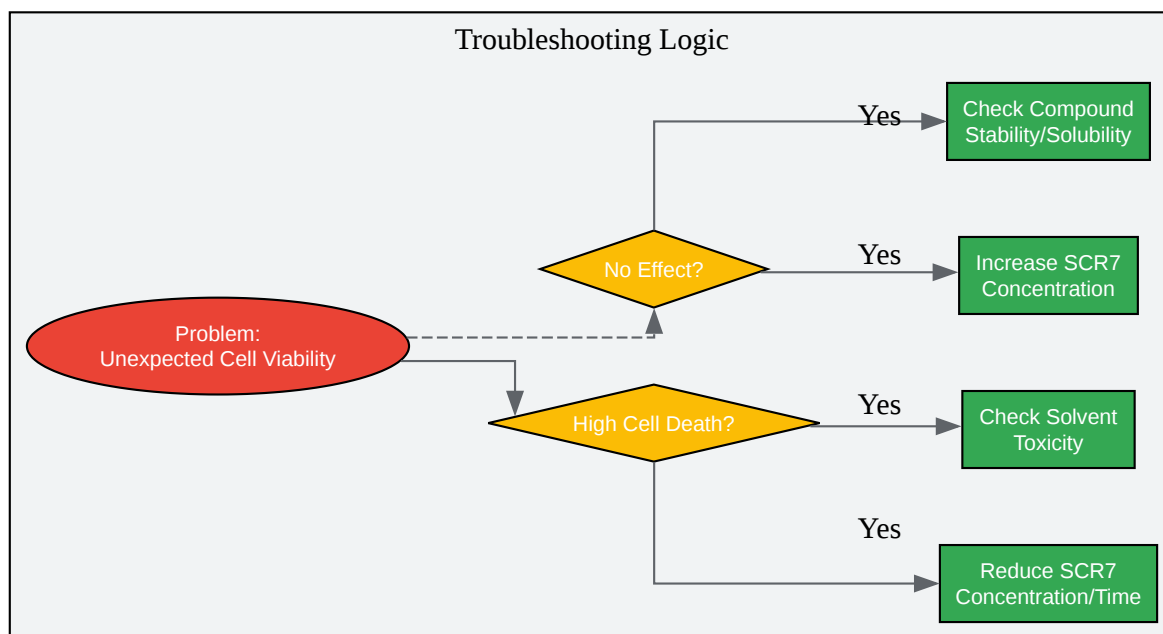 Troubleshooting Logic
Yes
Check Compound
Stability/Solubility
No Effect?
Yes
Increase SCR7
Concentration
Problem:
Unexpected Cell Viability
High Cell Death?
Yes
Check Solvent
Toxicity
Yes
Reduce SCR7
Concentration/Time